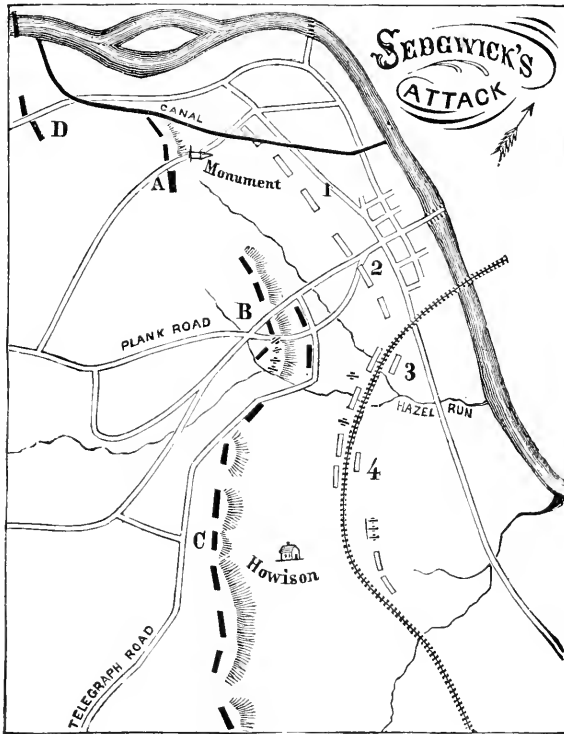 SEDGWICK'S
ATTACK
CANAL
D
A
Monument
1
2
B
PLANK ROAD
3
HAZEL RUN
4
C
Howison
TELEGRAPH ROAD